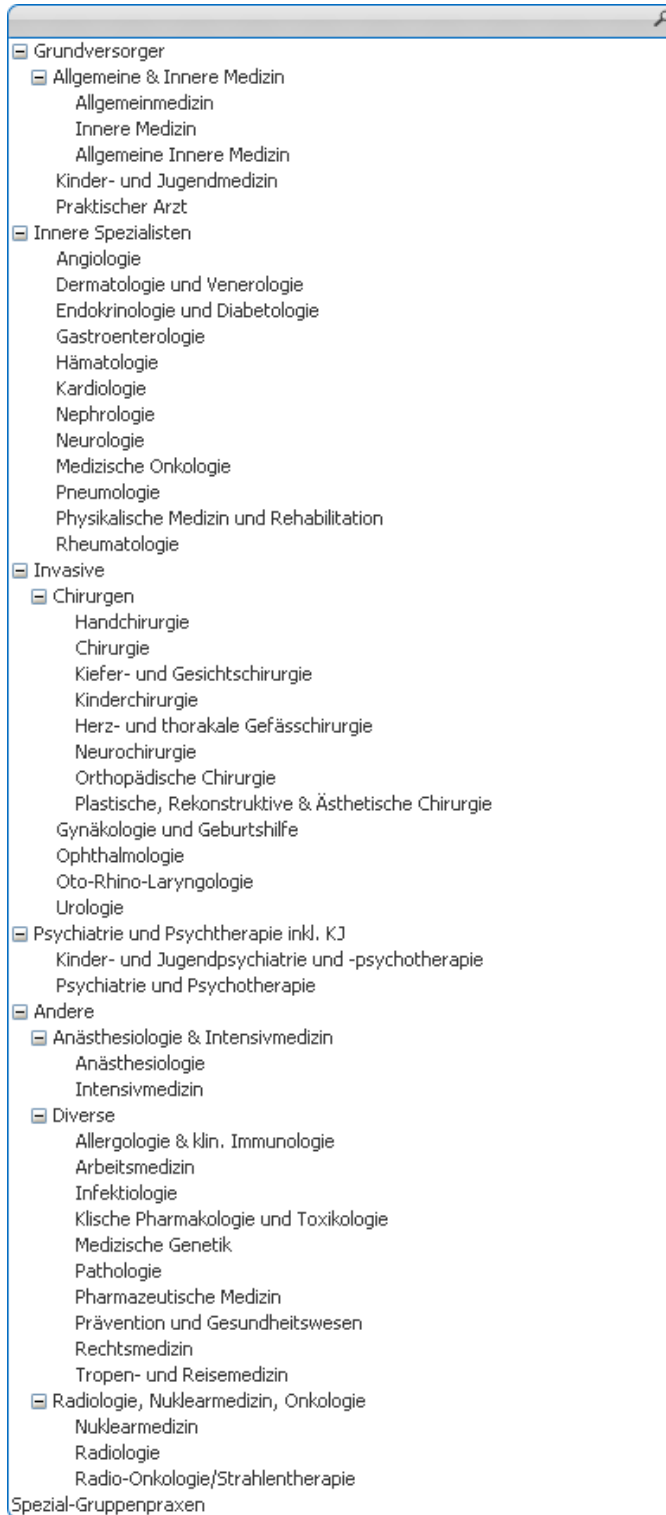 Grundversorger
Allgemeine & Innere Medizin
Allgemeinmedizin
Innere Medizin
Allgemeine Innere Medizin
Kinder- und Jugendmedizin
Praktischer Arzt
Innere Spezialisten
Angiologie
Dermatologie und Venerologie
Endokrinologie und Diabetologie
Gastroenterologie
Hämatologie
Kardiologie
Nephrologie
Neurologie
Medizische Onkologie
Pneumologie
Physikalische Medizin und Rehabilitation
Rheumatologie
Invasive
Chirurgen
Handchirurgie
Chirurgie
Kiefer- und Gesichtschirurgie
Kinderchirurgie
Herz- und thorakale Gefässchirurgie
Neurochirurgie
Orthopädische Chirurgie
Plastische, Rekonstruktive & Ästhetische Chirurgie
Gynäkologie und Geburtshilfe
Ophthalmologie
Oto-Rhino-Laryngologie
Urologie
Psychiatrie und Psychtherapie inkl. KJ
Kinder- und Jugendpsychiatrie und -psychotherapie
Psychiatrie und Psychotherapie
Andere
Anästhesiologie & Intensivmedizin
Anästhesiologie
Intensivmedizin
Diverse
Allergologie & klin. Immunologie
Arbeitsmedizin
Infektiologie
Klische Pharmakologie und Toxikologie
Medizische Genetik
Pathologie
Pharmazeutische Medizin
Prävention und Gesundheitswesen
Rechtsmedizin
Tropen- und Reisemedizin
Radiologie, Nuklearmedizin, Onkologie
Nuklearmedizin
Radiologie
Radio-Onkologie/Strahlentherapie
Spezial-Gruppenpraxen